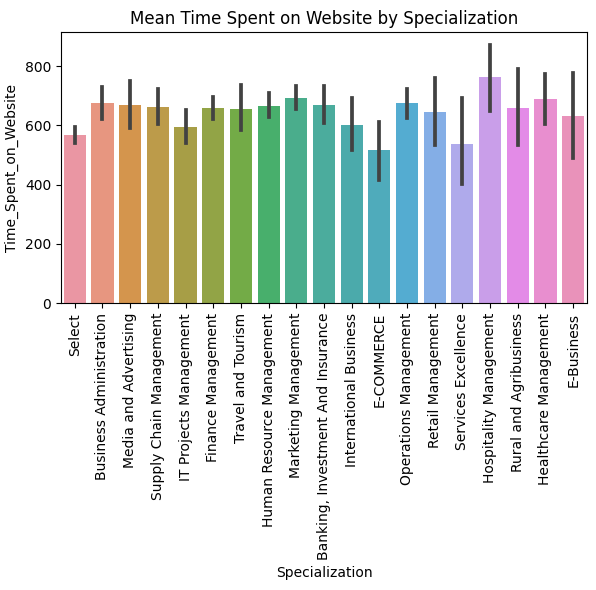 Mean Time Spent on Website by Specialization
Time_Spent_on_Website
800
600
400
200
0
Select
Business Administration
Media and Advertising
Supply Chain Management
IT Projects Management
Finance Management
Travel and Tourism
Human Resource Management
Marketing Management
Banking, Investment And Insurance
International Business
E-COMMERCE
Operations Management
Retail Management
Services Excellence
Hospitality Management
Rural and Agribusiness
Healthcare Management
E-Business
Specialization